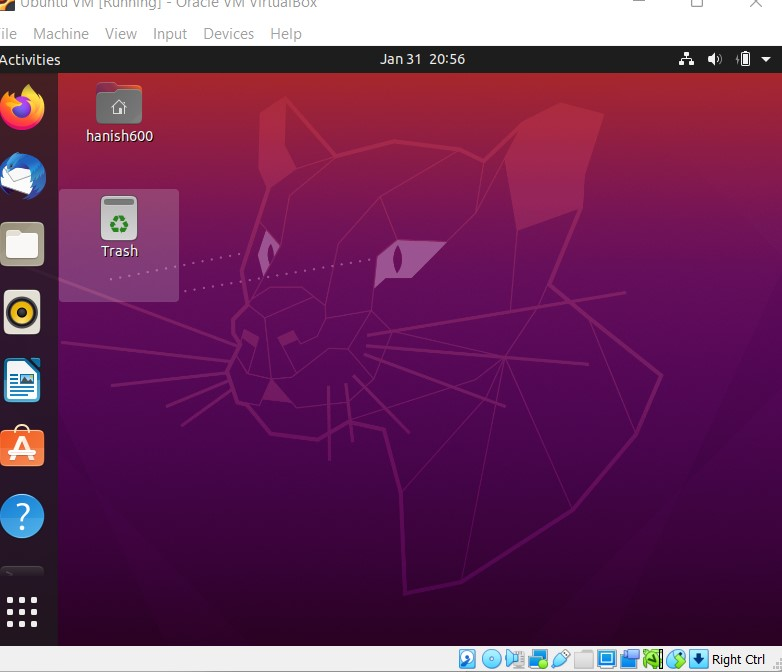 Ubuntu VM [Running] - Oracle VM VirtualBox
ile Machine View Input Devices Help
Activities Jan 31 20:56
hanish600
Trash
Right Ctrl